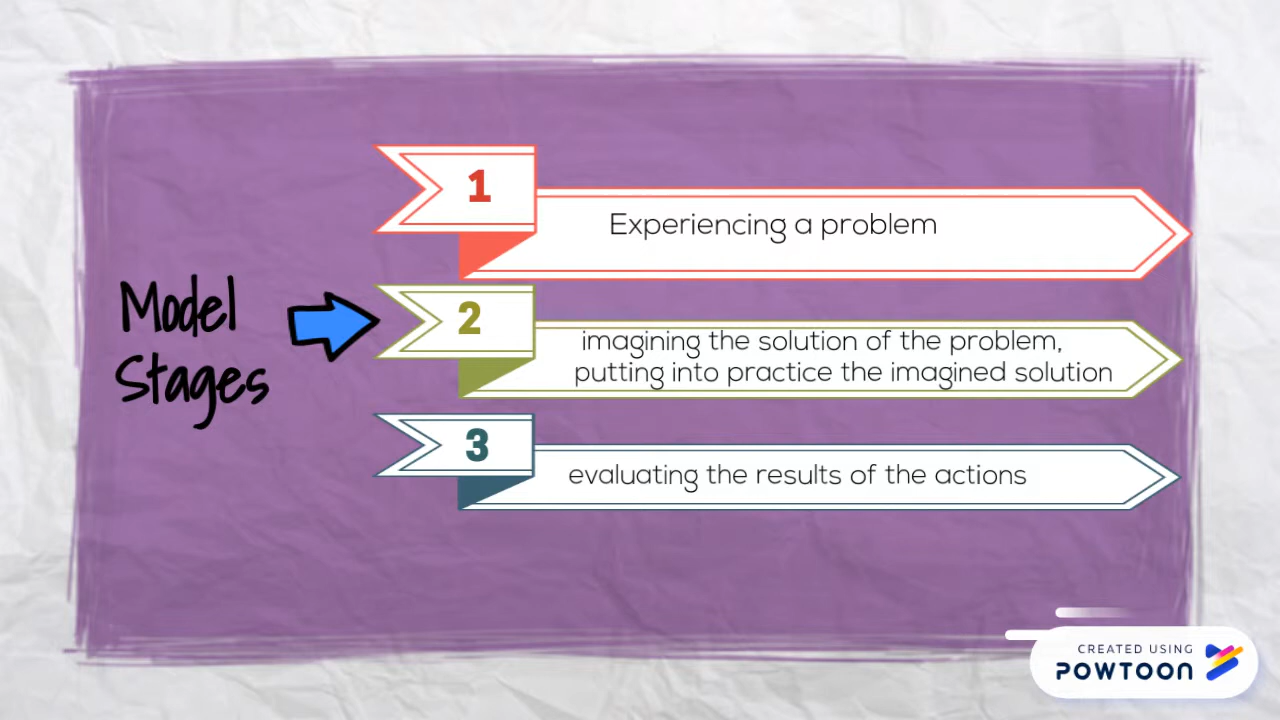 Model
Stages
1
Experiencing a problem
2
imagining the solution of the problem,
putting into practice the imagined solution
3
evaluating the results of the actions
CREATED USING
POWTOON